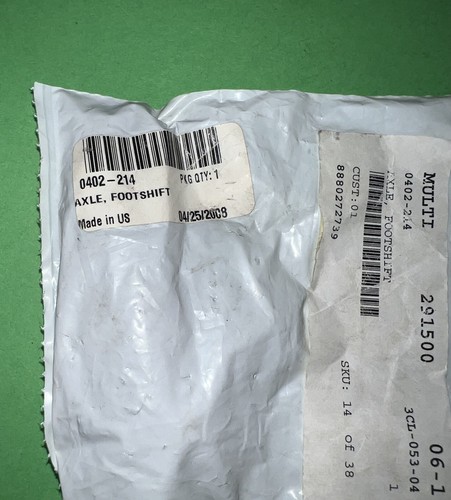 0402-214 PKG QTY: 1
AXLE, FOOTSHIFT
Made in US 04/25/2008
MULTI 291500 06-1
0402-214 3CL-053-04
AXLE, FOOTSHIFT 1
CUST:01 SKU: 14 of 38
8880272739